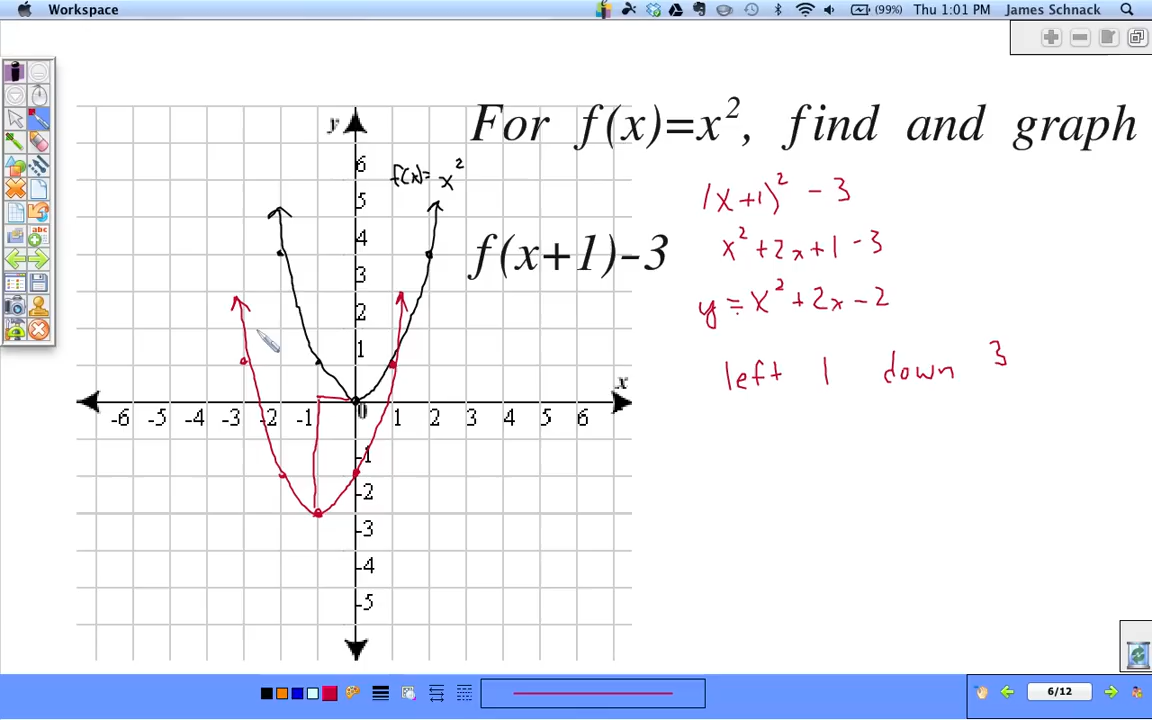 Workspace
(99%) Thu 1:01 PM James Schnack
For f(x)=x², find and graph
f(x+1)-3
(x+1)² - 3
x² + 2x + 1 - 3
y = x² + 2x - 2
left 1 down 3
f(x)= x²
y
6
5
4
3
2
1
x
-6 -5 -4 -3 -2 -1 0 1 2 3 4 5 6
-1
-2
-3
-4
-5
abc
6/12